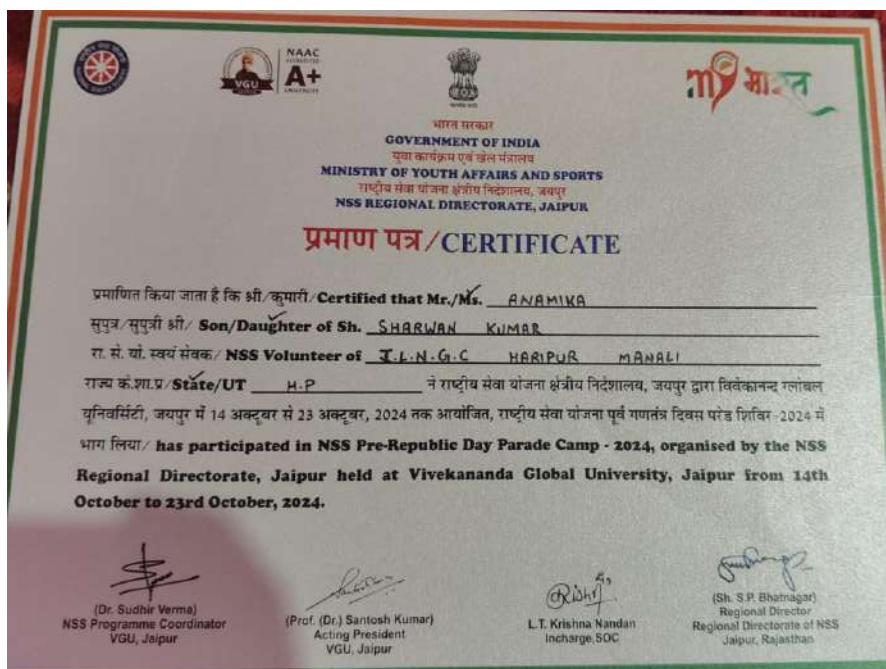 VGU
NAAC
ACCREDITED
A+
UNIVERSITY
my भारत
भारत सरकार
GOVERNMENT OF INDIA
युवा कार्यक्रम एवं खेल मंत्रालय
MINISTRY OF YOUTH AFFAIRS AND SPORTS
राष्ट्रीय सेवा योजना क्षेत्रीय निदेशालय, जयपुर
NSS REGIONAL DIRECTORATE, JAIPUR
प्रमाण पत्र/CERTIFICATE
प्रमाणित किया जाता है कि श्री/कुमारी/Certified that Mr./Ms. ANAMIKA
सुपुत्र/सुपुत्री श्री/ Son/Daughter of Sh. SHARWAN KUMAR
रा. से. यो. स्वयं सेवक/ NSS Volunteer of J.L.N.G.C HARIPUR MANALI
राज्य के.शा.प्र/State/UT H.P ने राष्ट्रीय सेवा योजना क्षेत्रीय निदेशालय, जयपुर द्वारा विवेकानन्द ग्लोबल
यूनिवर्सिटी, जयपुर में 14 अक्टूबर से 23 अक्टूबर, 2024 तक आयोजित, राष्ट्रीय सेवा योजना पूर्व गणतंत्र दिवस परेड शिविर-2024 में
भाग लिया/ has participated in NSS Pre-Republic Day Parade Camp - 2024, organised by the NSS
Regional Directorate, Jaipur held at Vivekananda Global University, Jaipur from 14th
October to 23rd October, 2024.
(Dr. Sudhir Verma)
NSS Programme Coordinator
VGU, Jaipur
(Prof. (Dr.) Santosh Kumar)
Acting President
VGU, Jaipur
L.T. Krishna Nandan
Incharge,SOC
(Sh. S.P. Bhatnagar)
Regional Director
Regional Directorate of NSS
Jaipur, Rajasthan